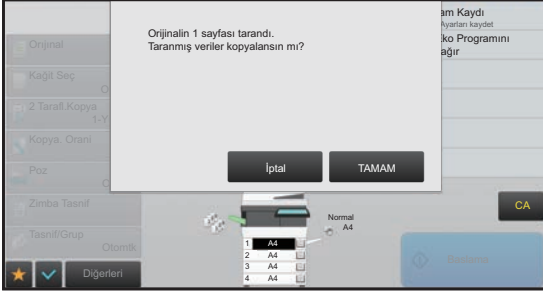 Orijinalin 1 sayfası tarandı.
Taranmış veriler kopyalansın mı?
İptal
TAMAM
am Kaydı
Ayarları kaydet
Eko Programını
ağır
Orijinal
Kağıt Seç
O
2 Taraflı.Kopya
1-Y
Kopya. Oranı
Poz
O
Zimba Tasnif
Tasnif/Grup
Otomtk
Diğerleri
Normal
A4
1 A4
2 A4
3 A4
4 A4
CA
Başlama